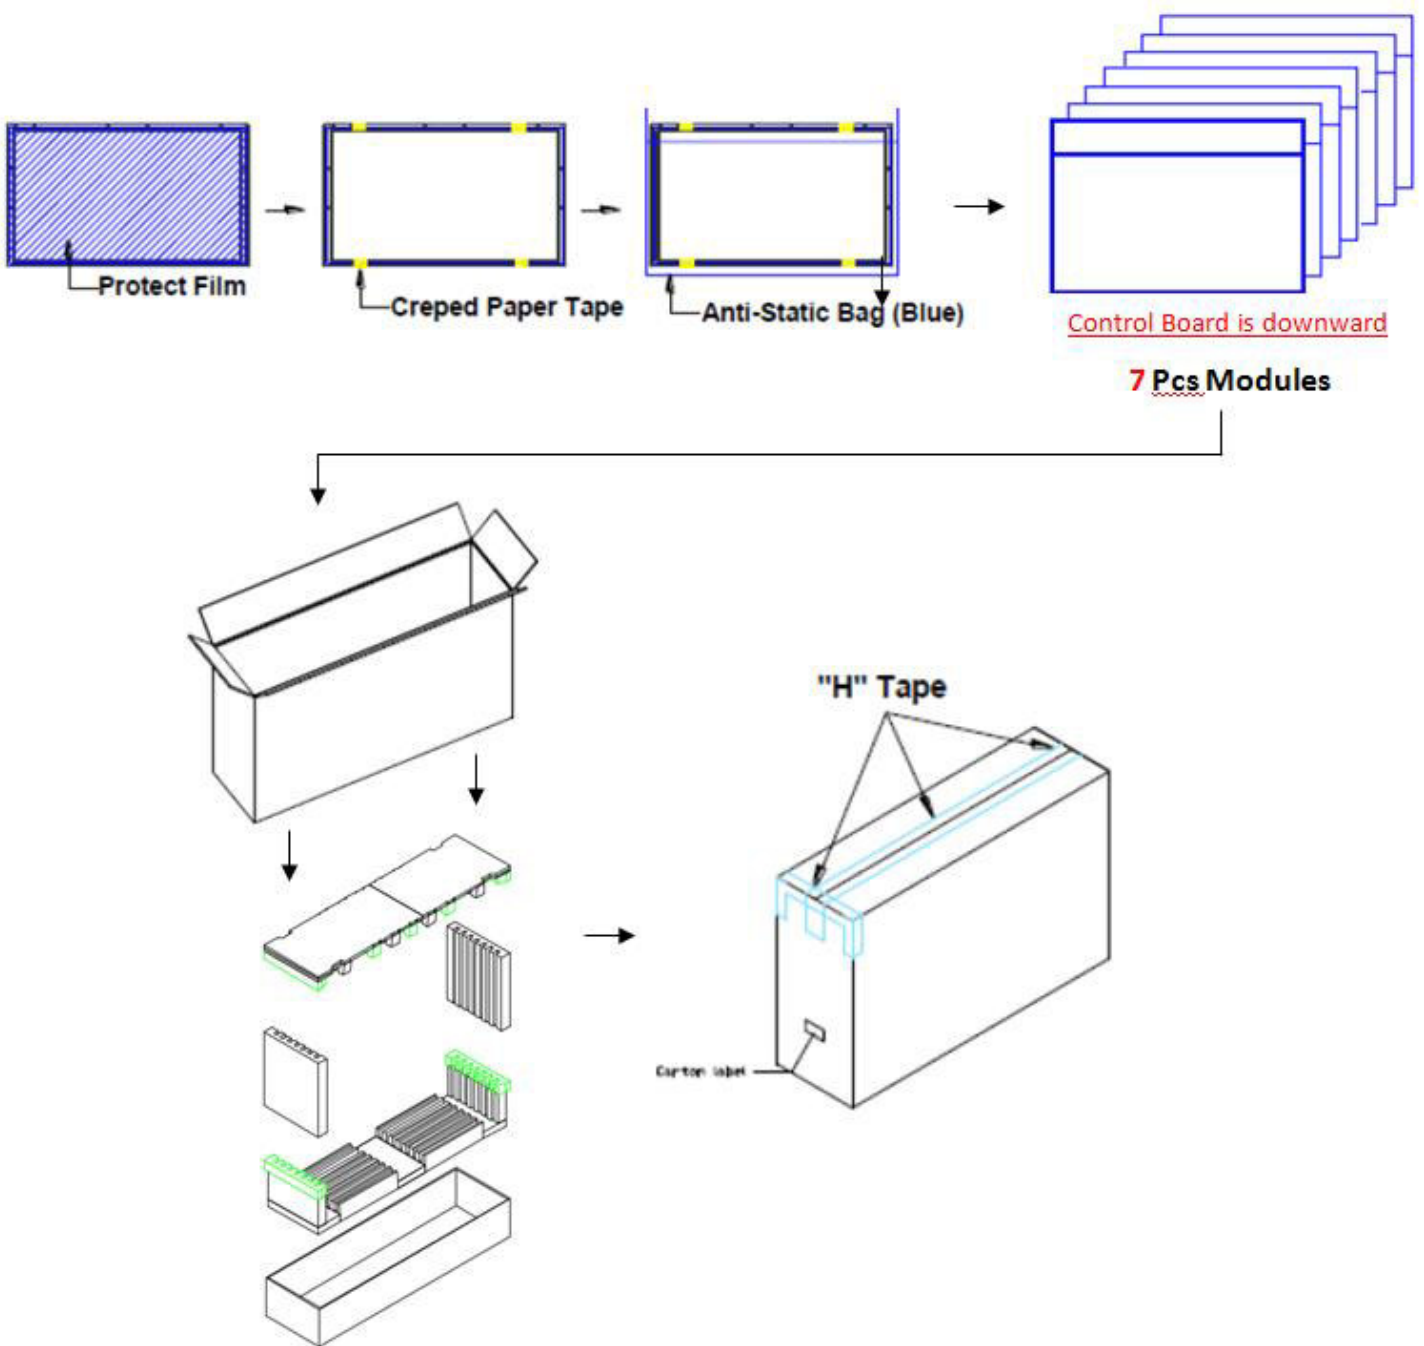 Protect Film
Creped Paper Tape
Anti-Static Bag (Blue)
Control Board is downward
7 Pcs Modules
"H" Tape
Carton label